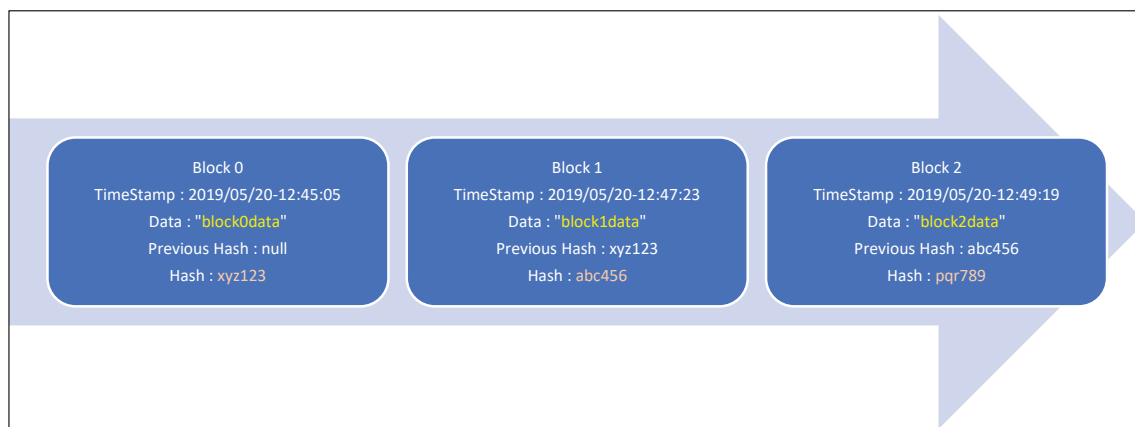 Block 0
TimeStamp : 2019/05/20-12:45:05
Data : "block0data"
Previous Hash : null
Hash : xyz123
Block 1
TimeStamp : 2019/05/20-12:47:23
Data : "block1data"
Previous Hash : xyz123
Hash : abc456
Block 2
TimeStamp : 2019/05/20-12:49:19
Data : "block2data"
Previous Hash : abc456
Hash : pqr789